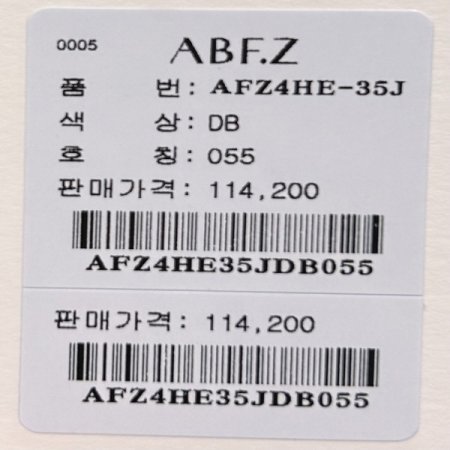 0005 ABF.Z
품 번: AFZ4HE-35J
색 상: DB
호 칭: 055
판매가격: 114,200
AFZ4HE35JDB055
판매가격: 114,200
AFZ4HE35JDB055